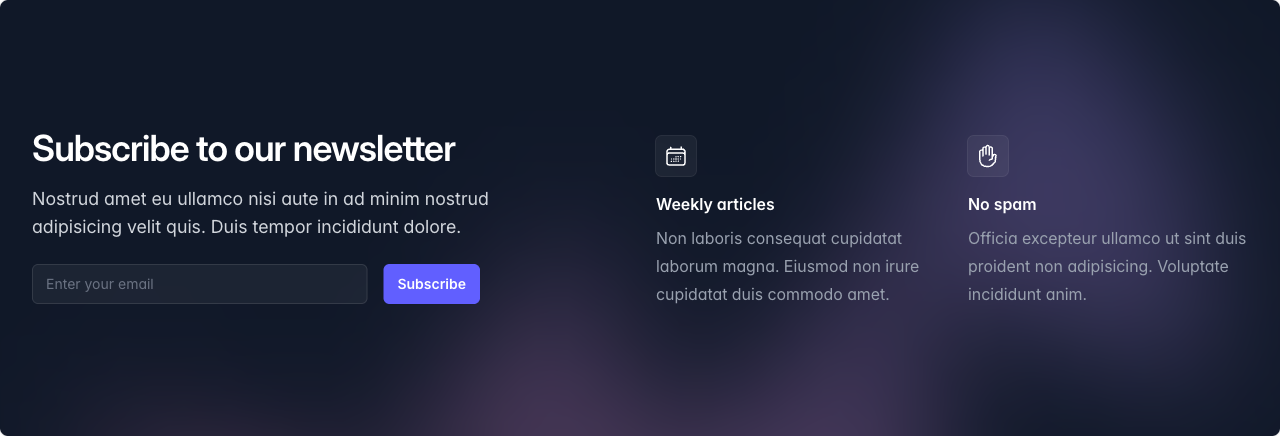 Subscribe to our newsletter
Nostrud amet eu ullamco nisi aute in ad minim nostrud
adipisicing velit quis. Duis tempor incididunt dolore.
Enter your email
Subscribe
Weekly articles
Non laboris consequat cupidatat
laborum magna. Eiusmod non irure
cupidatat duis commodo amet.
No spam
Officia excepteur ullamco ut sint duis
proident non adipisicing. Voluptate
incididunt anim.